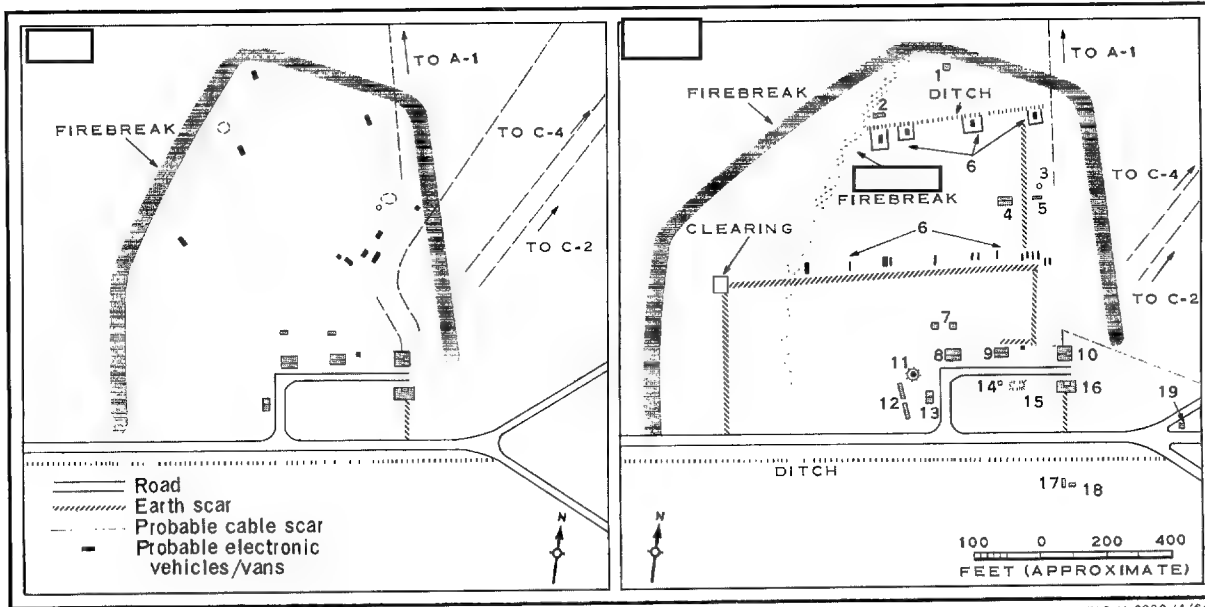 TO A-1
FIREBREAK
TO C-4
TO C-2
Road
Earth scar
Probable cable scar
Probable electronic
vehicles/vans
N
TO A-1
1
DITCH
FIREBREAK
2
6
3
TO C-4
FIREBREAK
4
5
CLEARING
6
TO C-2
7
8
9
10
11
14
15
16
12
13
19
DITCH
17
18
N
100 0 200 400
FEET (APPROXIMATE)